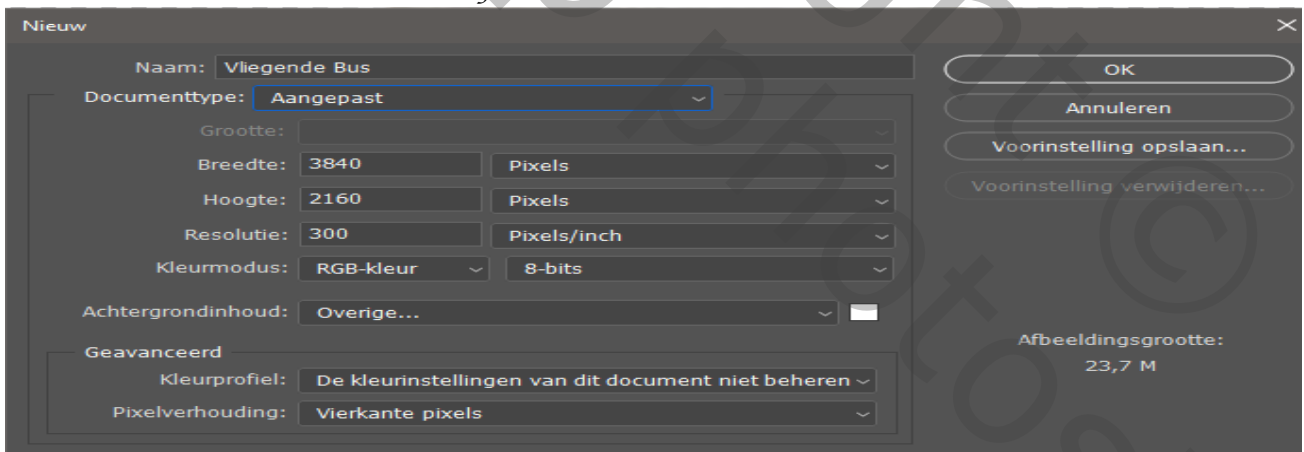 Nieuw
Naam: Vliegende Bus
OK
Documenttype: Aangepast
Annuleren
Grootte:
Voorinstelling opslaan...
Breedte: 3840 Pixels
Voorinstelling verwijderen...
Hoogte: 2160 Pixels
Resolutie: 300 Pixels/inch
Kleurmodus: RGB-kleur 8-bits
Achtergrondinhoud: Overige...
Afbeeldingsgrootte:
23,7 M
Geavanceerd
Kleurprofiel: De kleurinstellingen van dit document niet beheren
Pixelverhouding: Vierkante pixels